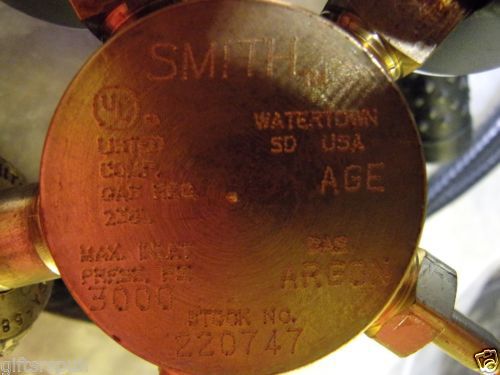 SMITH
UL
WATERTOWN
SD USA
LISTED
COMP.
GAS REG.
AGE
MAX. INLET
PRESS. PSI
3000
GAS
ARGON
STOCK NO.
220747